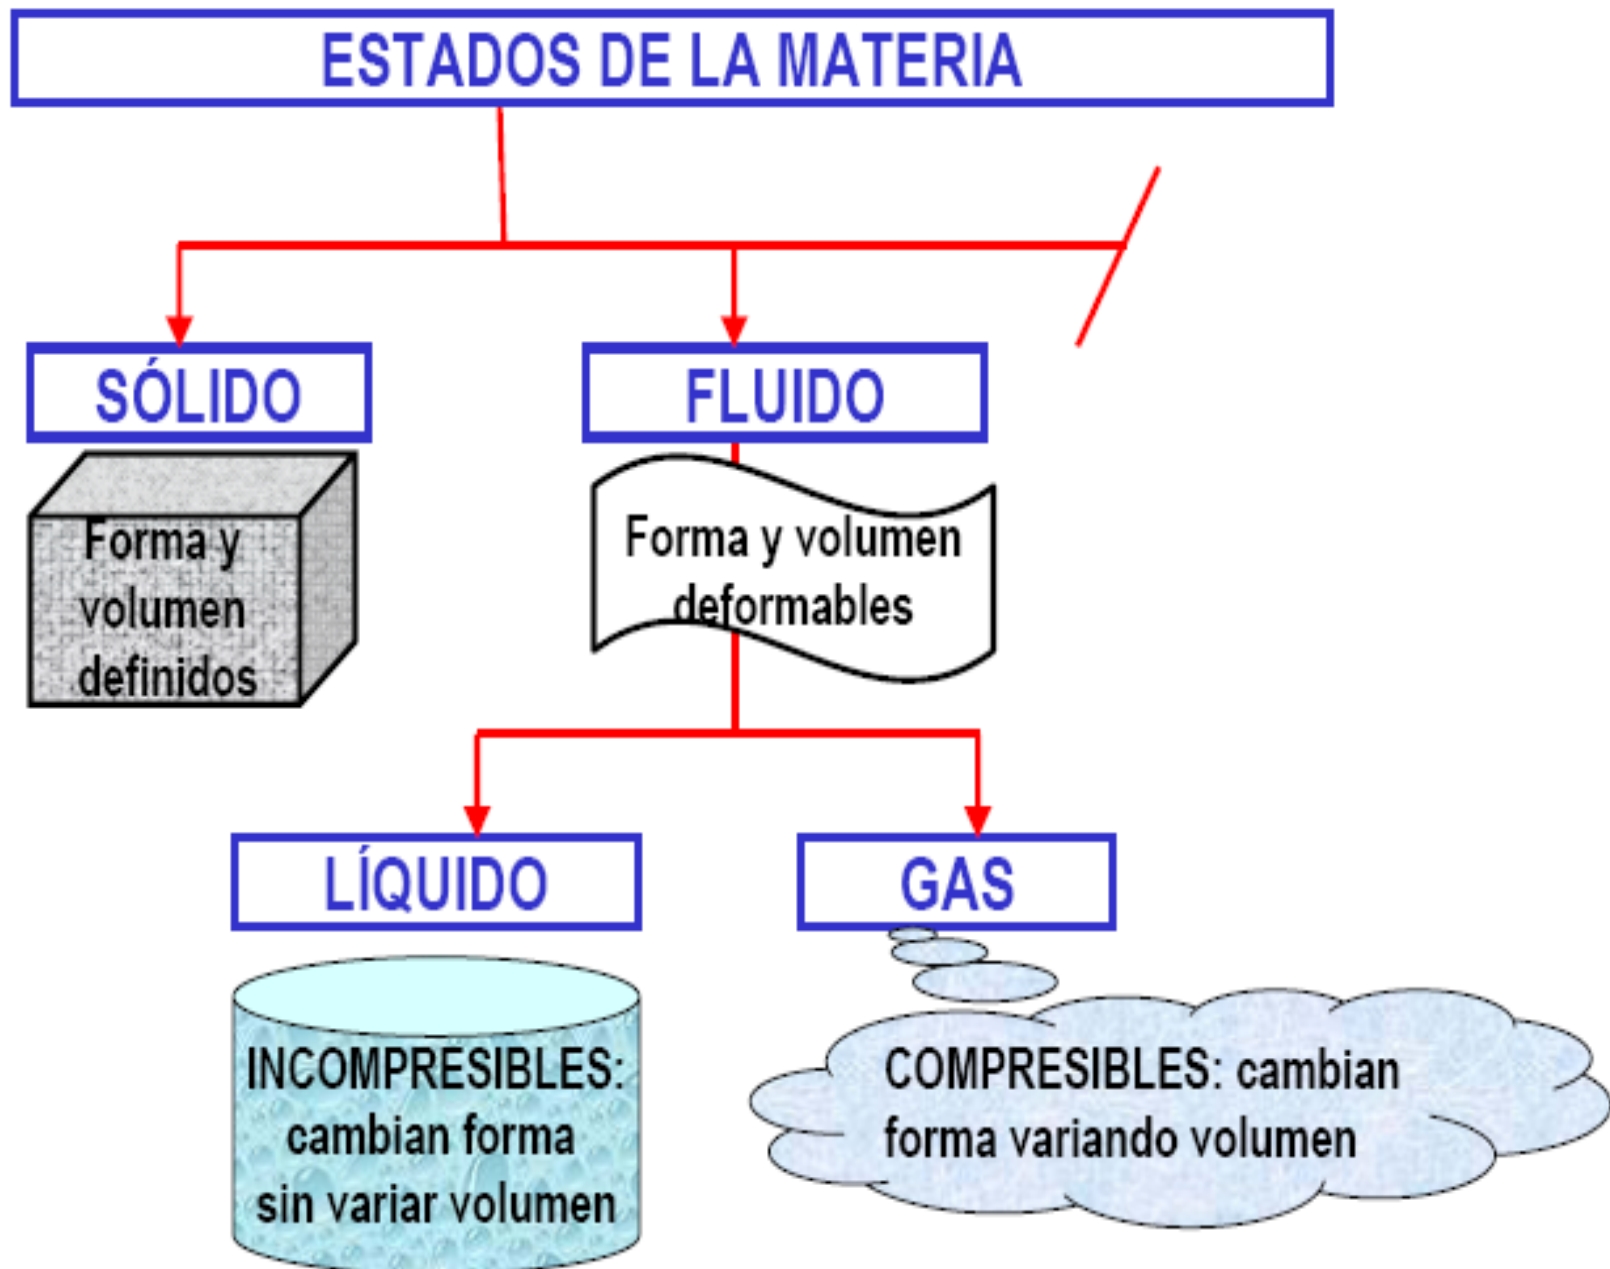 ESTADOS DE LA MATERIA
SÓLIDO
Forma y
volumen
definidos
FLUIDO
Forma y volumen
deformables
LÍQUIDO
INCOMPRESIBLES:
cambian forma
sin variar volumen
GAS
COMPRESIBLES: cambian
forma variando volumen